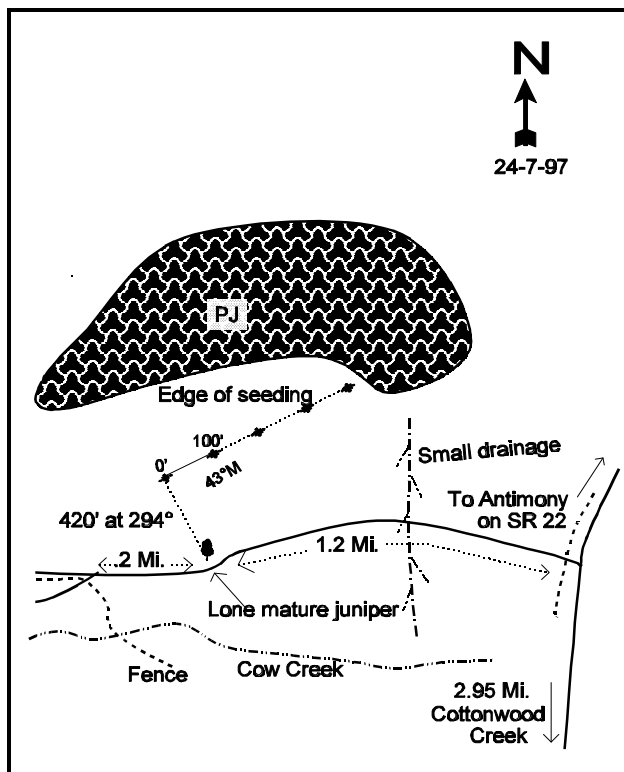 N
24-7-97
PJ
Edge of seeding
100'
0'
43°M
Small drainage
To Antimony
on SR 22
420' at 294°
.2 Mi.
1.2 Mi.
Lone mature juniper
Fence
Cow Creek
2.95 Mi.
Cottonwood
Creek